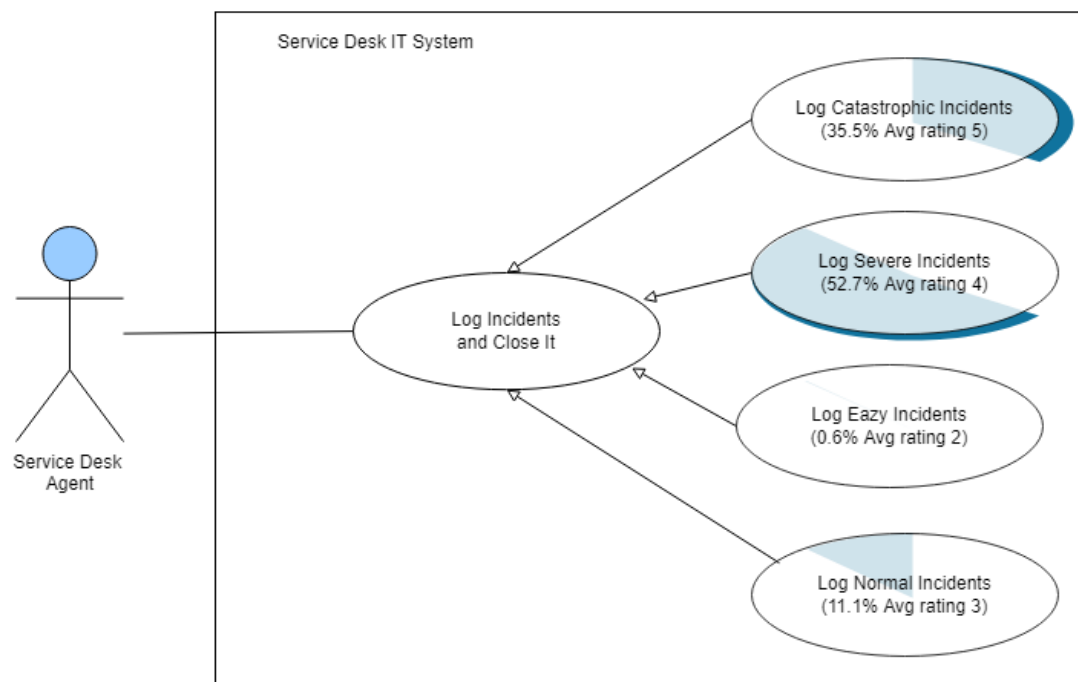 Service Desk IT System
Log Catastrophic Incidents
(35.5% Avg rating 5)
Log Severe Incidents
(52.7% Avg rating 4)
Log Incidents
and Close It
Log Eazy Incidents
(0.6% Avg rating 2)
Service Desk
Agent
Log Normal Incidents
(11.1% Avg rating 3)